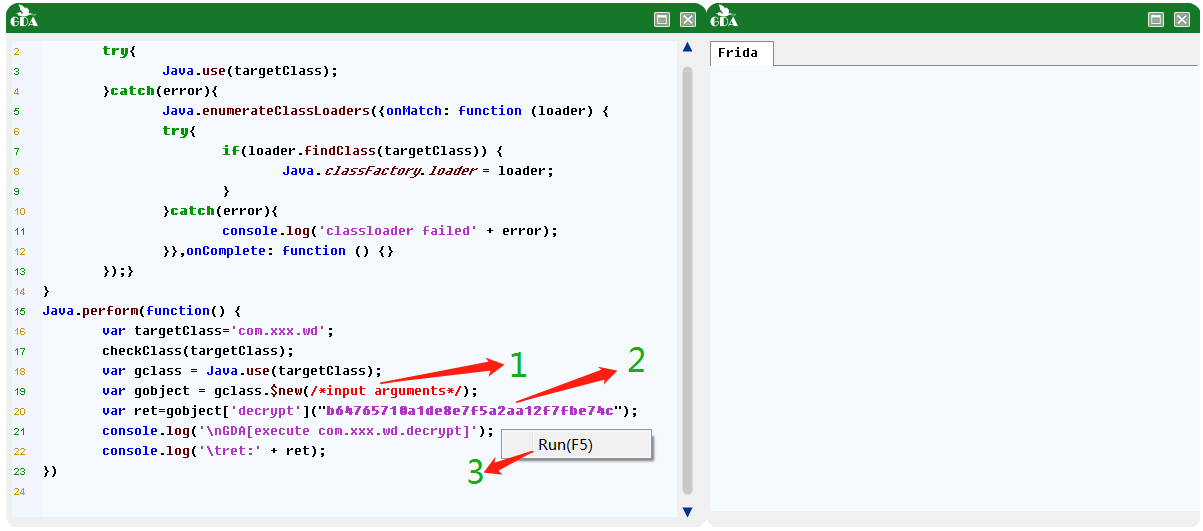 GDA
2 try{
3 Java.use(targetClass);
4 }catch(error){
5 Java.enumerateClassLoaders({onMatch: function (loader) {
6 try{
7 if(loader.findClass(targetClass)) {
8 Java.classFactory.loader = loader;
9 }
10 }catch(error){
11 console.log('classloader failed' + error);
12 }},onComplete: function () {}
13 });}
14 }
15 Java.perform(function() {
16 var targetClass='com.xxx.wd';
17 checkClass(targetClass);
18 var gclass = Java.use(targetClass);
19 var gobject = gclass.$new(/*input arguments*/);
20 var ret=gobject['decrypt']("b64765710a1de8e7f5a2aa12f7fbe74c");
21 console.log('\nGDA[execute com.xxx.wd.decrypt]');
22 console.log('\tret:' + ret);
23 })
24
1
2
Run(F5)
3
GDA
Frida